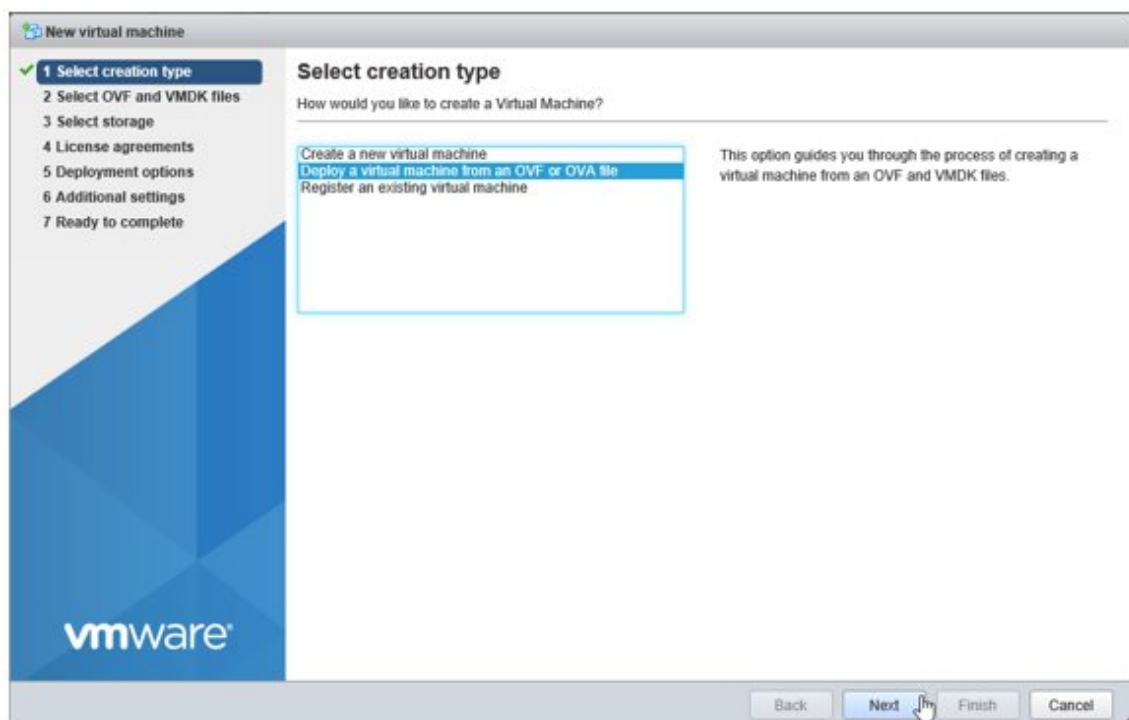 New virtual machine
1 Select creation type
2 Select OVF and VMDK files
3 Select storage
4 License agreements
5 Deployment options
6 Additional settings
7 Ready to complete
vmware
Select creation type
How would you like to create a Virtual Machine?
Create a new virtual machine
Deploy a virtual machine from an OVF or OVA file
Register an existing virtual machine
This option guides you through the process of creating a
virtual machine from an OVF and VMDK files.
Back Next Finish Cancel